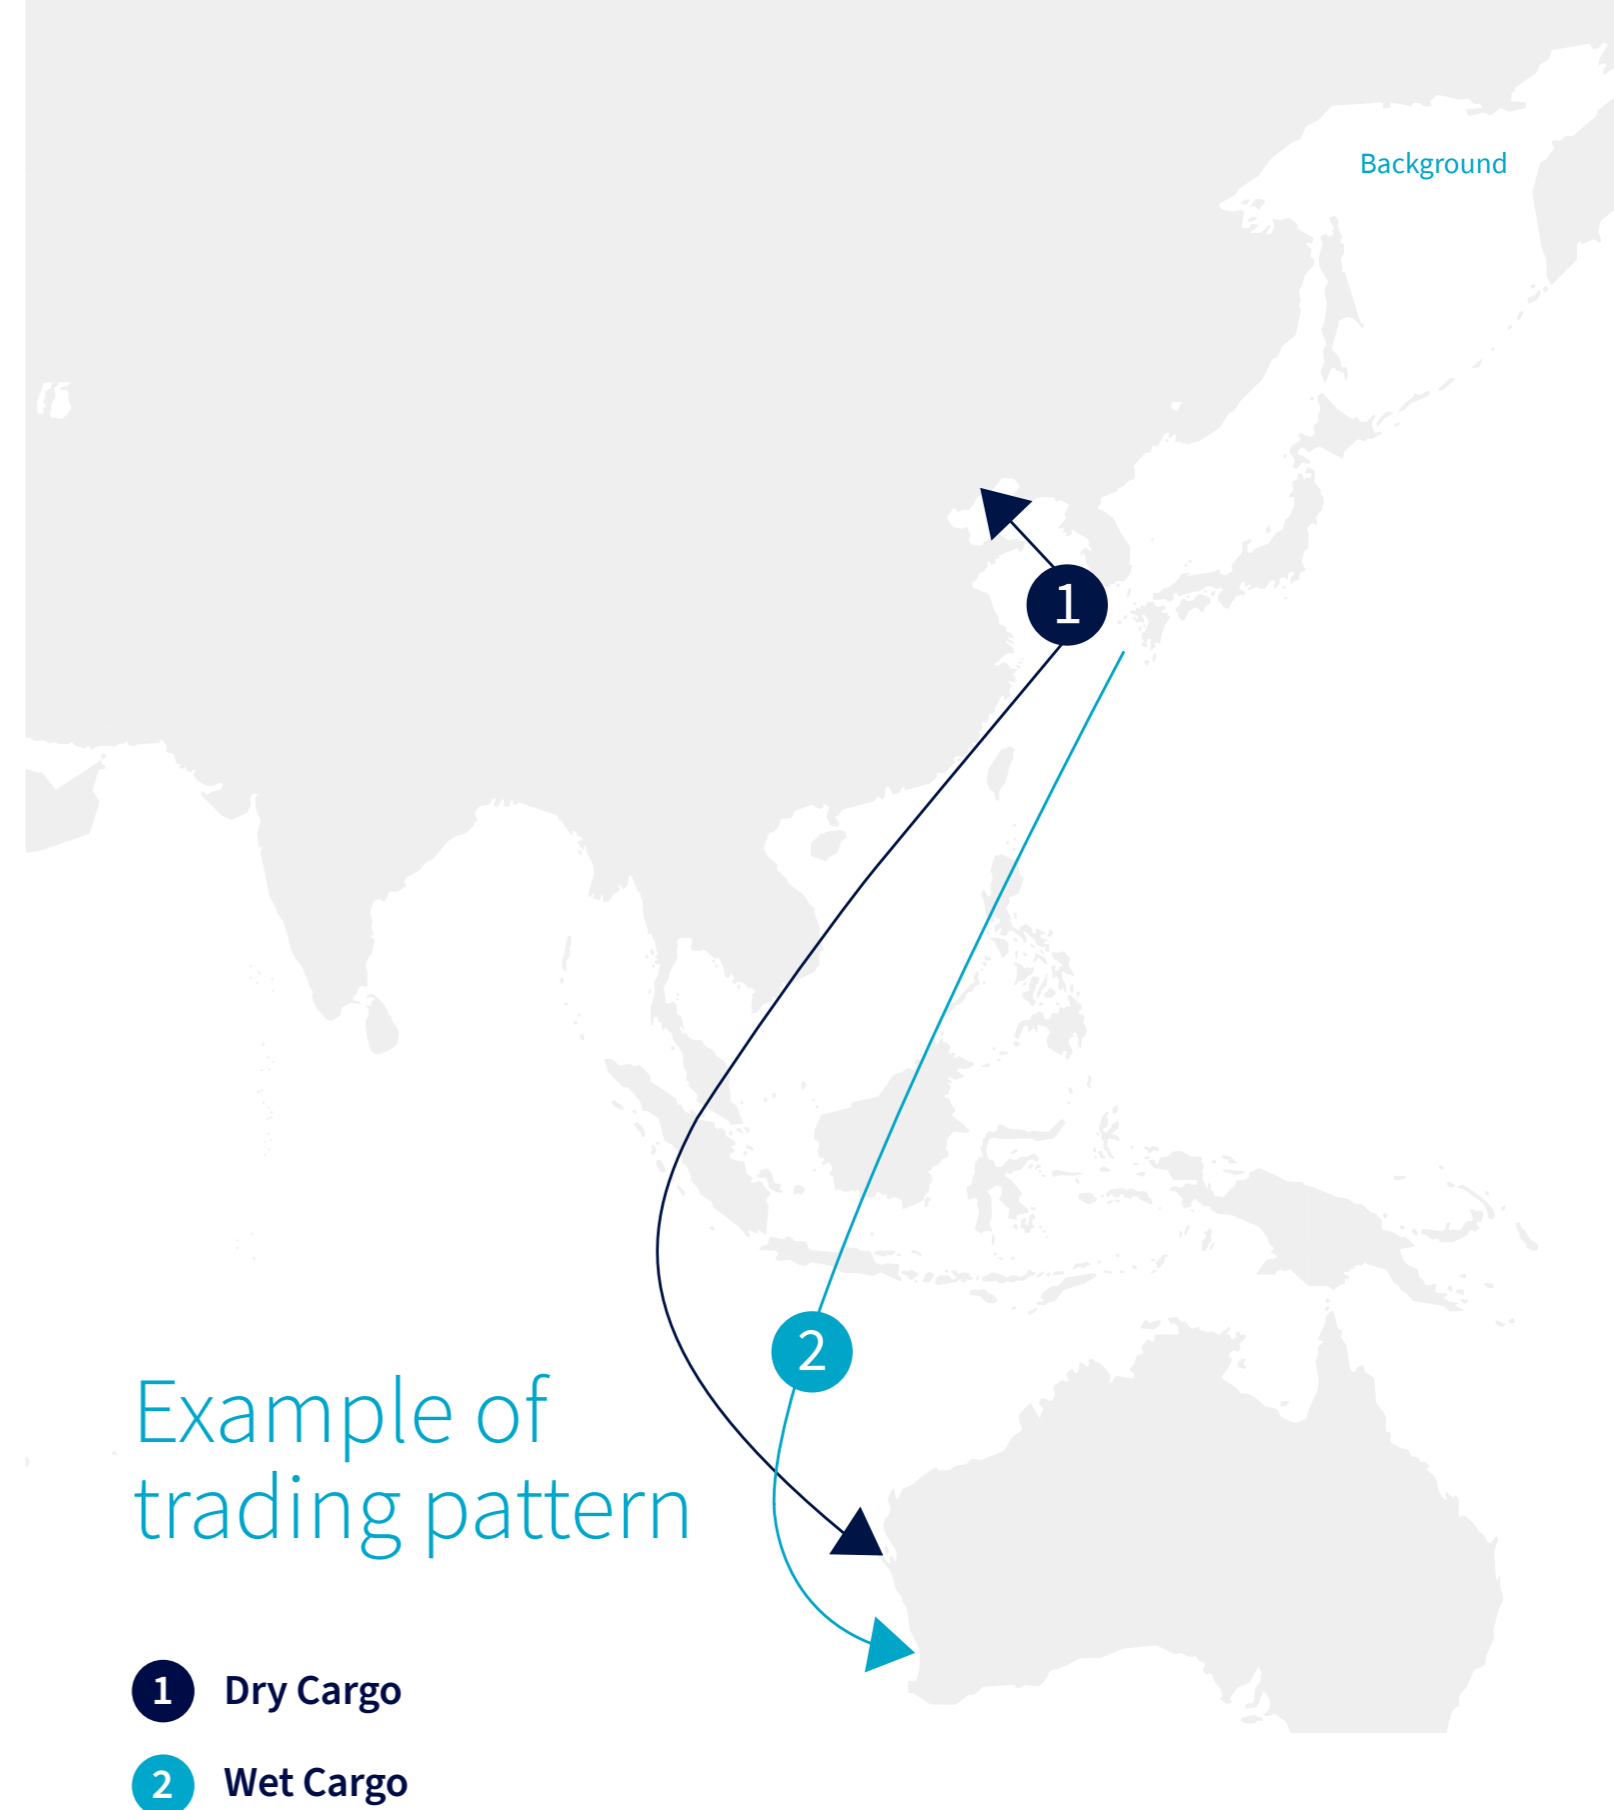 Background
1
2
Example of
trading pattern
1 Dry Cargo
2 Wet Cargo